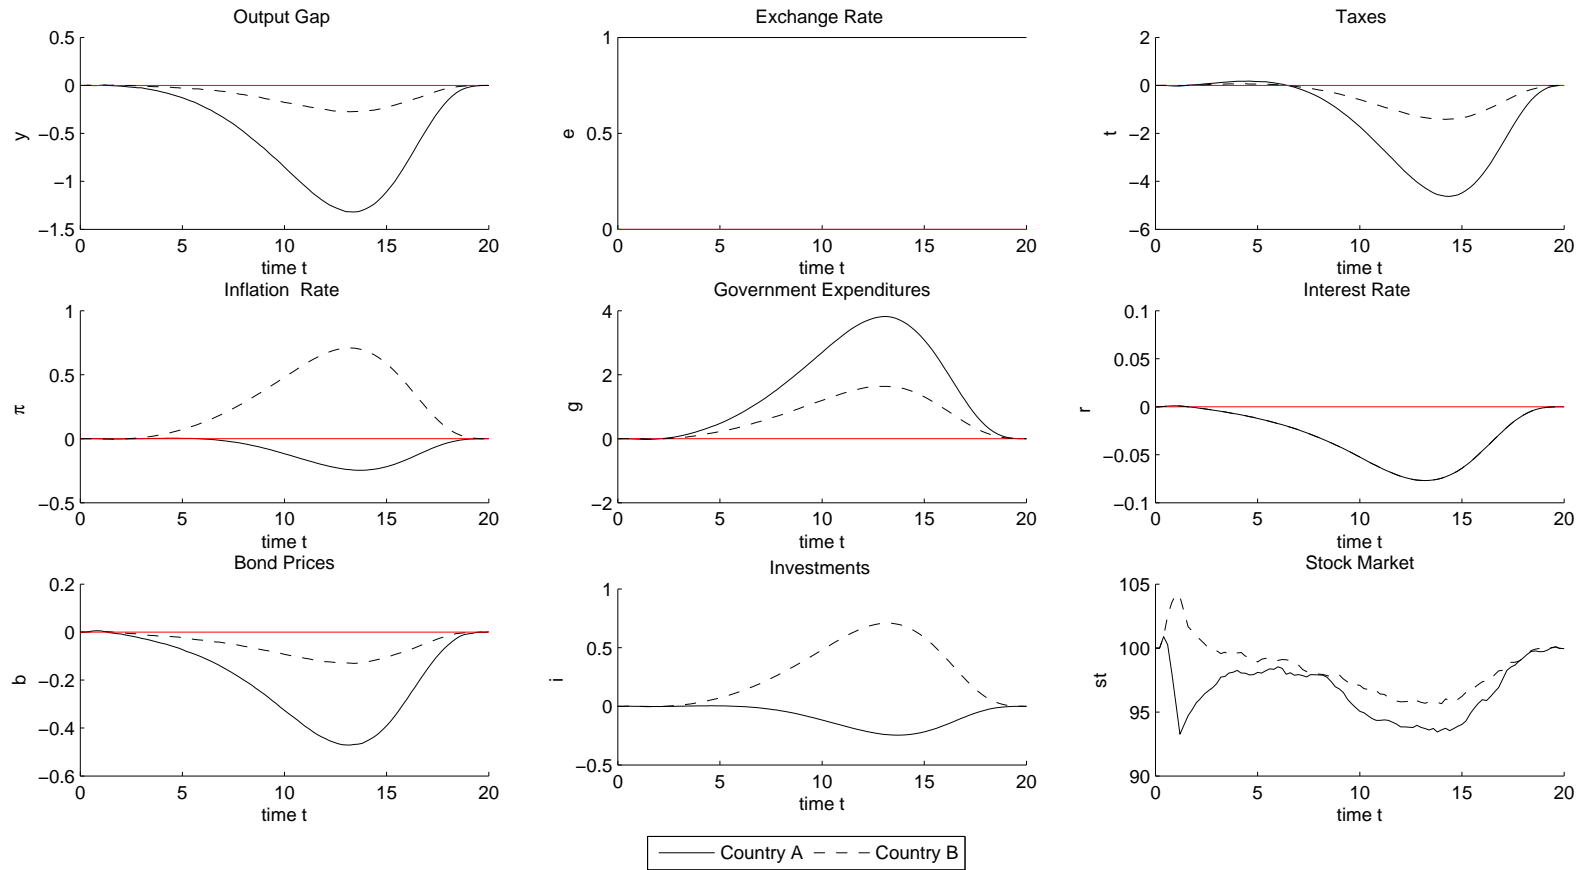 Output Gap
0.5
0
−0.5
−1
−1.5
y
0 5 10 15 20
time t
Exchange Rate
1
0.5
0
e
0 5 10 15 20
time t
Taxes
2
0
−2
−4
−6
t
0 5 10 15 20
time t
Inflation Rate
1
0.5
0
−0.5
π
0 5 10 15 20
time t
Government Expenditures
4
2
0
−2
g
0 5 10 15 20
time t
Interest Rate
0.1
0.05
0
−0.05
−0.1
r
0 5 10 15 20
time t
Bond Prices
0.2
0
−0.2
−0.4
−0.6
b
0 5 10 15 20
time t
Investments
1
0.5
0
−0.5
i
0 5 10 15 20
time t
Stock Market
105
100
95
90
st
0 5 10 15 20
time t
Country A Country B